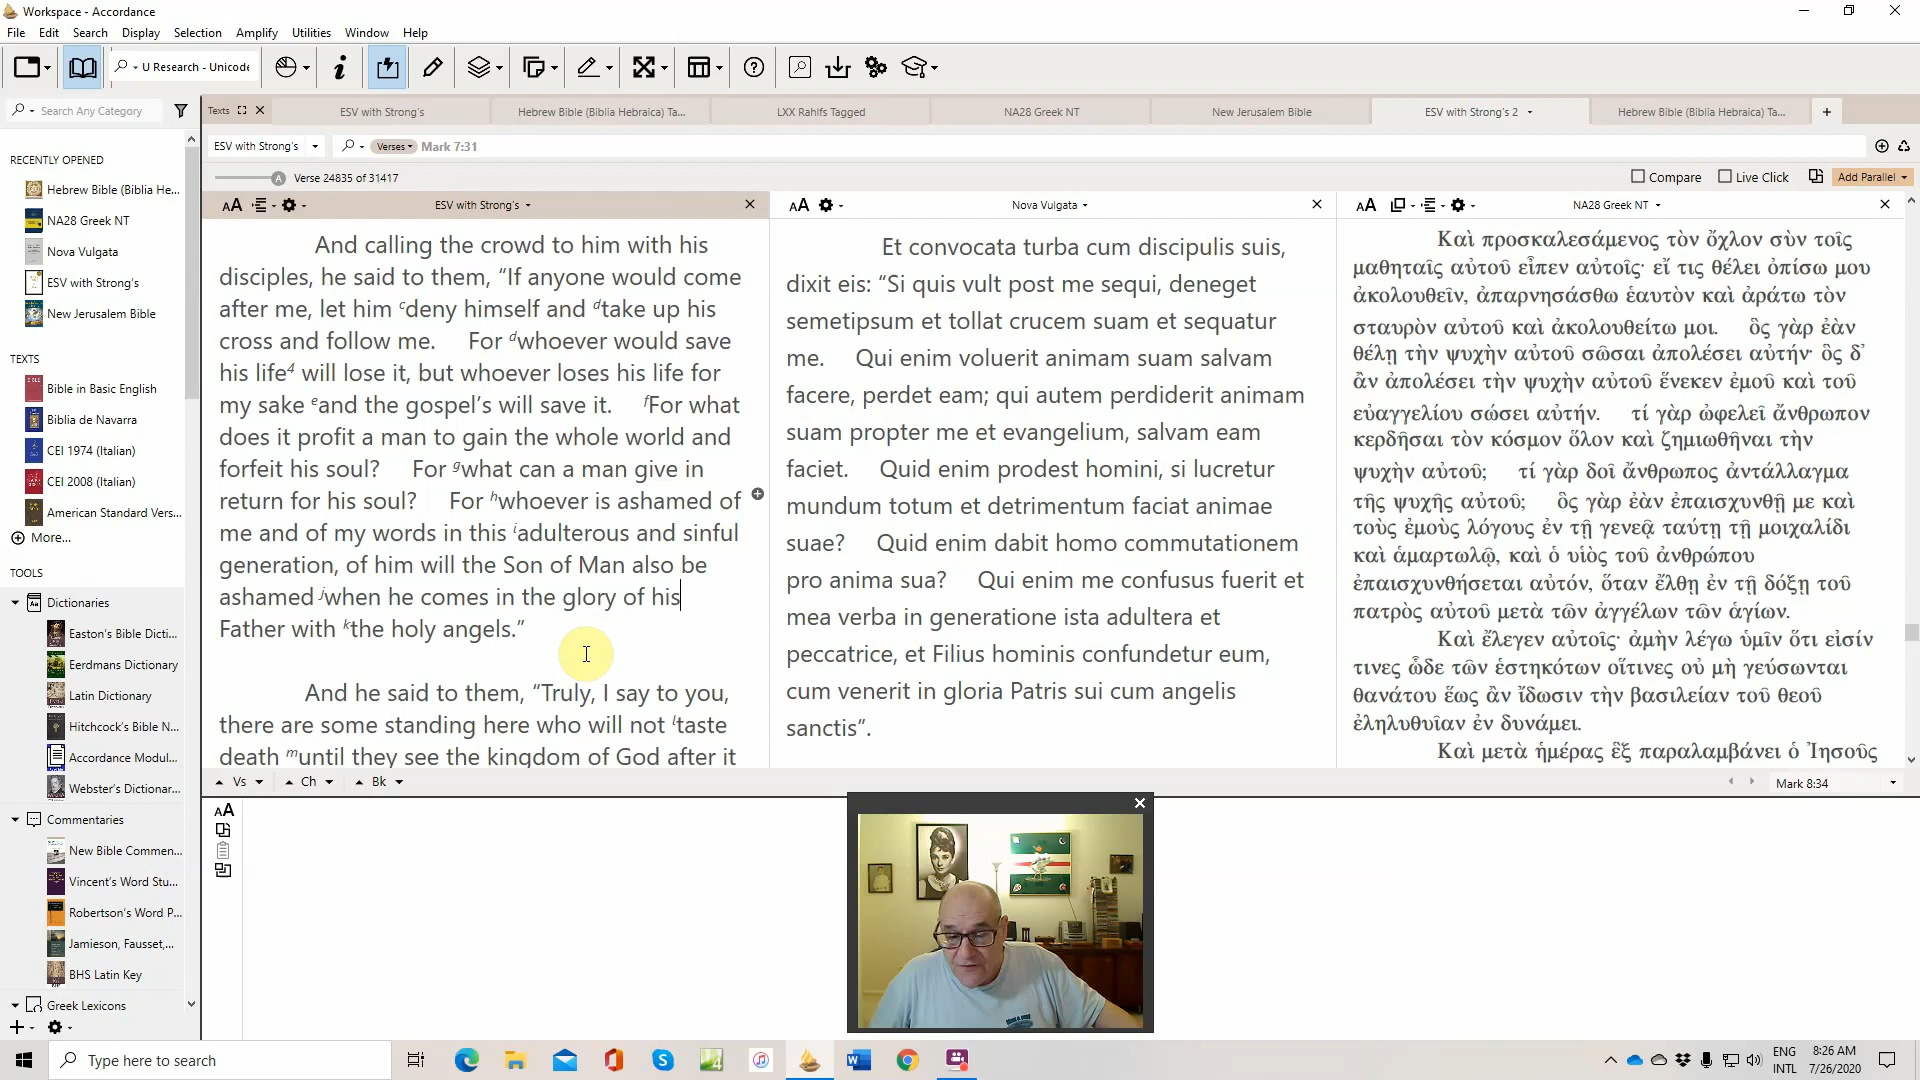 Workspace - Accordance
File Edit Search Display Selection Amplify Utilities Window Help
U Research - Unicode
Search Any Category
RECENTLY OPENED
Hebrew Bible (Biblia He...
NA28 Greek NT
Nova Vulgata
ESV with Strong's
New Jerusalem Bible
TEXTS
Bible in Basic English
Biblia de Navarra
CEI 1974 (Italian)
CEI 2008 (Italian)
American Standard Vers...
More...
TOOLS
Dictionaries
Easton's Bible Dicti...
Eerdmans Dictionary
Latin Dictionary
Hitchcock's Bible N...
Accordance Modul...
Webster's Dictionar...
Commentaries
New Bible Commen...
Vincent's Word Stu...
Robertson's Word P...
Jamieson, Fausset,...
BHS Latin Key
Greek Lexicons
Texts
ESV with Strong's
Hebrew Bible (Biblia Hebraica) Ta...
LXX Rahlfs Tagged
NA28 Greek NT
New Jerusalem Bible
ESV with Strong's 2
Hebrew Bible (Biblia Hebraica) Ta...
ESV with Strong's Verses Mark 7:31
A Verse 24835 of 31417
Compare Live Click Add Parallel
AA ESV with Strong's
And calling the crowd to him with his
disciples, he said to them, “If anyone would come
after me, let him cdeny himself and dtake up his
cross and follow me. For dwhoever would save
his life4 will lose it, but whoever loses his life for
my sake eand the gospel’s will save it. fFor what
does it profit a man to gain the whole world and
forfeit his soul? For gwhat can a man give in
return for his soul? For hwhoever is ashamed of
me and of my words in this iadulterous and sinful
generation, of him will the Son of Man also be
ashamed jwhen he comes in the glory of his
Father with kthe holy angels.”
And he said to them, “Truly, I say to you,
there are some standing here who will not ltaste
death muntil they see the kingdom of God after it
AA Nova Vulgata
Et convocata turba cum discipulis suis,
dixit eis: “Si quis vult post me sequi, deneget
semetipsum et tollat crucem suam et sequatur
me. Qui enim voluerit animam suam salvam
facere, perdet eam; qui autem perdiderit animam
suam propter me et evangelium, salvam eam
faciet. Quid enim prodest homini, si lucretur
mundum totum et detrimentum faciat animae
suae? Quid enim dabit homo commutationem
pro anima sua? Qui enim me confusus fuerit et
mea verba in generatione ista adultera et
peccatrice, et Filius hominis confundetur eum,
cum venerit in gloria Patris sui cum angelis
sanctis”.
AA NA28 Greek NT
Καὶ προσκαλεσάμενος τὸν ὄχλον σὺν τοῖς
μαθηταῖς αὐτοῦ εἶπεν αὐτοῖς· εἴ τις θέλει ὀπίσω μου
ἀκολουθεῖν, ἀπαρνησάσθω ἑαυτὸν καὶ ἀράτω τὸν
σταυρὸν αὐτοῦ καὶ ἀκολουθείτω μοι. ὃς γὰρ ἐὰν
θέλῃ τὴν ψυχὴν αὐτοῦ σῶσαι ἀπολέσει αὐτήν· ὃς δ’
ἂν ἀπολέσει τὴν ψυχὴν αὐτοῦ ἕνεκεν ἐμοῦ καὶ τοῦ
εὐαγγελίου σώσει αὐτήν. τί γὰρ ὠφελεῖ ἄνθρωπον
κερδῆσαι τὸν κόσμον ὅλον καὶ ζημιωθῆναι τὴν
ψυχὴν αὐτοῦ; τί γὰρ δοῖ ἄνθρωπος ἀντάλλαγμα
τῆς ψυχῆς αὐτοῦ; ὃς γὰρ ἐὰν ἐπαισχυνθῇ με καὶ
τοὺς ἐμοὺς λόγους ἐν τῇ γενεᾷ ταύτῃ τῇ μοιχαλίδι
καὶ ἁμαρτωλῷ, καὶ ὁ υἱὸς τοῦ ἀνθρώπου
ἐπαισχυνθήσεται αὐτόν, ὅταν ἔλθῃ ἐν τῇ δόξῃ τοῦ
πατρὸς αὐτοῦ μετὰ τῶν ἀγγέλων τῶν ἁγίων.
Καὶ ἔλεγεν αὐτοῖς· ἀμὴν λέγω ὑμῖν ὅτι εἰσίν
τινες ὧδε τῶν ἑστηκότων οἵτινες οὐ μὴ γεύσωνται
θανάτου ἕως ἂν ἴδωσιν τὴν βασιλείαν τοῦ θεοῦ
ἐληλυθυῖαν ἐν δυνάμει.
Καὶ μετὰ ἡμέρας ἓξ παραλαμβάνει ὁ Ἰησοῦς
Vs Ch Bk
Mark 8:34
AA
Type here to search
ENG
INTL
8:26 AM
7/26/2020